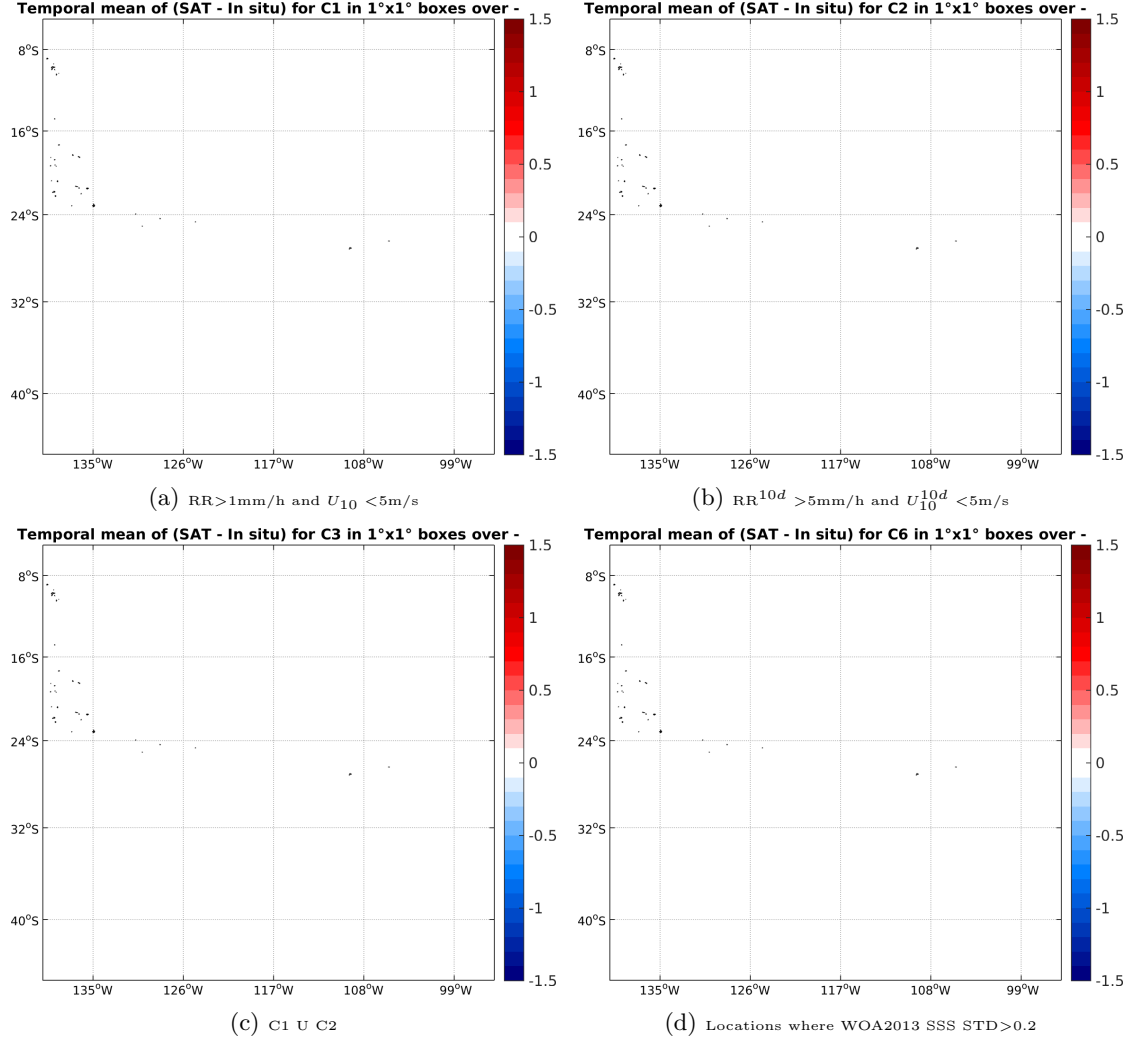 Temporal mean of (SAT - In situ) for C1 in 1°x1° boxes over -
8°S
16°S
24°S
32°S
40°S
135°W 126°W 117°W 108°W 99°W
1.5
1
0.5
0
-0.5
-1
-1.5
(a) RR>1mm/h and U10 <5m/s
Temporal mean of (SAT - In situ) for C2 in 1°x1° boxes over -
8°S
16°S
24°S
32°S
40°S
135°W 126°W 117°W 108°W 99°W
1.5
1
0.5
0
-0.5
-1
-1.5
(b) RR10d >5mm/h and U10d10 <5m/s
Temporal mean of (SAT - In situ) for C3 in 1°x1° boxes over -
8°S
16°S
24°S
32°S
40°S
135°W 126°W 117°W 108°W 99°W
1.5
1
0.5
0
-0.5
-1
-1.5
(c) C1 U C2
Temporal mean of (SAT - In situ) for C6 in 1°x1° boxes over -
8°S
16°S
24°S
32°S
40°S
135°W 126°W 117°W 108°W 99°W
1.5
1
0.5
0
-0.5
-1
-1.5
(d) Locations where WOA2013 SSS STD>0.2